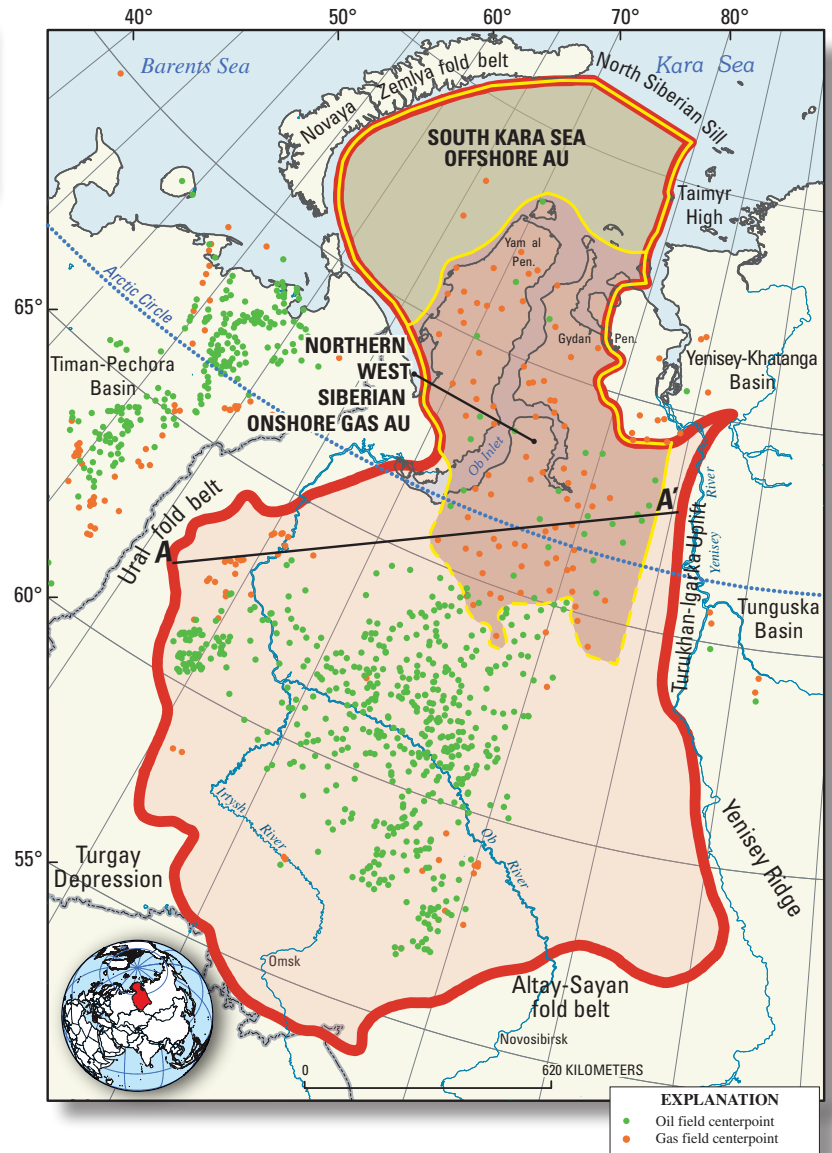 40°
50°
60°
70°
80°
Barents Sea
Novaya
Zemlya fold belt
North Siberian Sill
Kara Sea
SOUTH KARA SEA
OFFSHORE AU
Taimyr
High
Yam al
Pen.
Arctic Circle
65°
Gydan
Pen.
Timan-Pechora
Basin
NORTHERN
WEST
SIBERIAN
ONSHORE GAS AU
Yenisey-Khatanga
Basin
Ob Inlet
Ural fold belt
A
A'
Yenisey
River
Turukhan-Igarka Uplift
60°
Tunguska
Basin
Irtysh
River
Ob
River
55°
Turgay
Depression
Yenisey Ridge
Omsk
Altay-Sayan
fold belt
Novosibirsk
0
620 KILOMETERS
EXPLANATION
Oil field centerpoint
Gas field centerpoint